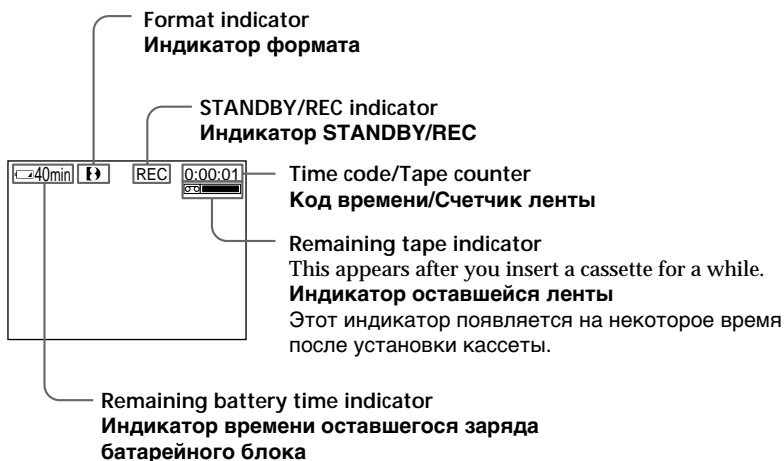 Format indicator
Индикатор формата
STANDBY/REC indicator
Индикатор STANDBY/REC
40min
REC
0:00:01
Time code/Tape counter
Код времени/Счетчик ленты
Remaining tape indicator
This appears after you insert a cassette for a while.
Индикатор оставшейся ленты
Этот индикатор появляется на некоторое время
после установки кассеты.
Remaining battery time indicator
Индикатор времени оставшегося заряда
батарейного блока